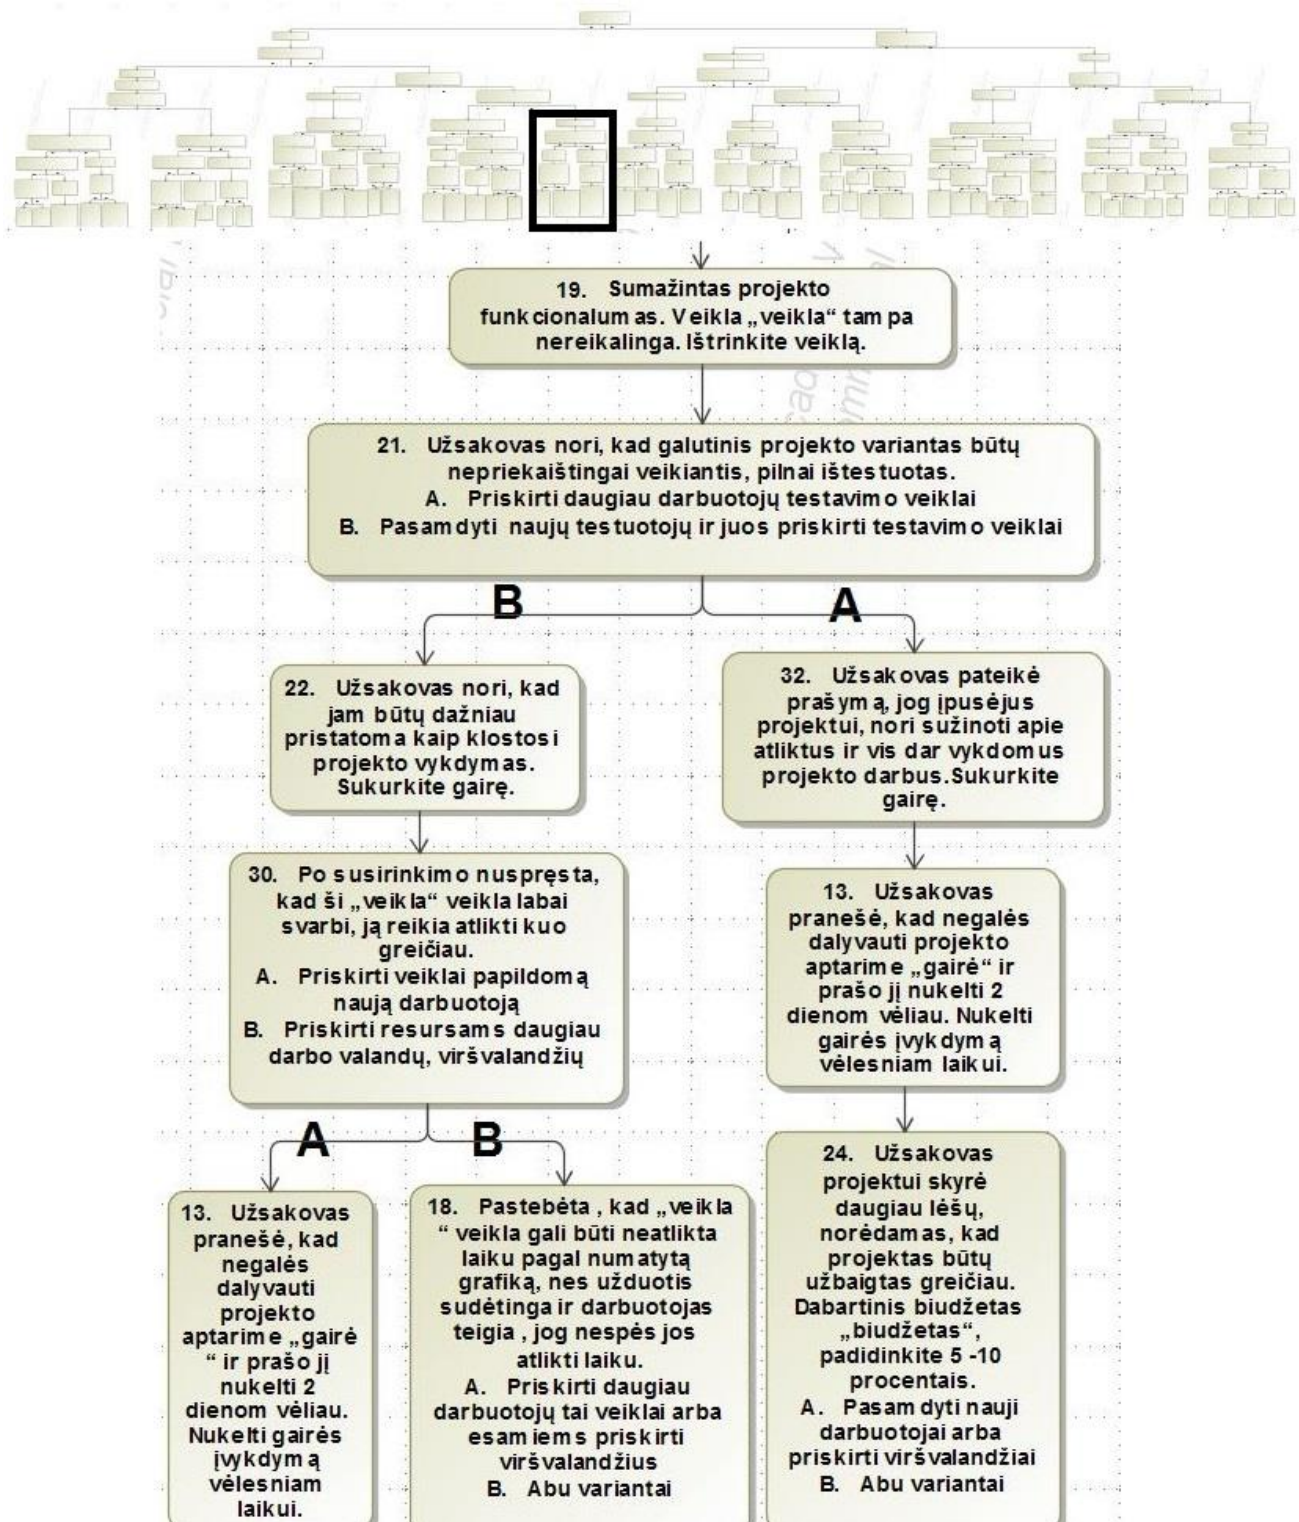 19. Sumažintas projekto
funkcionalumas. Veikla „veikla“ tampa
nereikalinga. Ištrinkite veiklą.
21. Užsakovas nori, kad galutinis projekto variantas būtų
nepriekaištingai veikiantis, pilnai ištestuotas.
A. Priskirti daugiau darbuotojų testavimo veiklai
B. Pasamdyti naujų testuotojų ir juos priskirti testavimo veiklai
B
A
22. Užsakovas nori, kad
jam būtų dažniau
pristatoma kaip klostosi
projekto vykdymas.
Sukurkite gairę.
32. Užsakovas pateikė
prašymą, jog įpusėjus
projektui, nori sužinoti apie
atliktus ir vis dar vykdomus
projekto darbus.Sukurkite
gairę.
30. Po susirinkimo nuspręsta,
kad ši „veikla“ veikla labai
svarbi, ją reikia atlikti kuo
greičiau.
A. Priskirti veiklai papildomą
naują darbuotoją
B. Priskirti resursams daugiau
darbo valandų, viršvalandžių
13. Užsakovas
pranešė, kad negalės
dalyvauti projekto
aptarime „gairė“ ir
prašo jį nukelti 2
dienom vėliau. Nukelti
gairės įvykdymą
vėlesniam laikui.
A
B
13. Užsakovas
pranešė, kad
negalės
dalyvauti
projekto
aptarime „gairė
“ ir prašo jį
nukelti 2
dienom vėliau.
Nukelti gairės
įvykdymą
vėlesniam
laikui.
18. Pastebėta , kad „veikla
“ veikla gali būti neatlikta
laiku pagal numatytą
grafiką, nes užduotis
sudėtinga ir darbuotojas
teigia , jog nespės jos
atlikti laiku.
A. Priskirti daugiau
darbuotojų tai veiklai arba
esamiems priskirti
viršvalandžius
B. Abu variantai
24. Užsakovas
projektui skyrė
daugiau lėšų,
norėdamas, kad
projektas būtų
užbaigtas greičiau.
Dabartinis biudžetas
„biudžetas“,
padidinkite 5 -10
procentais.
A. Pasamdyti nauji
darbuotojai arba
priskirti viršvalandžiai
B. Abu variantai